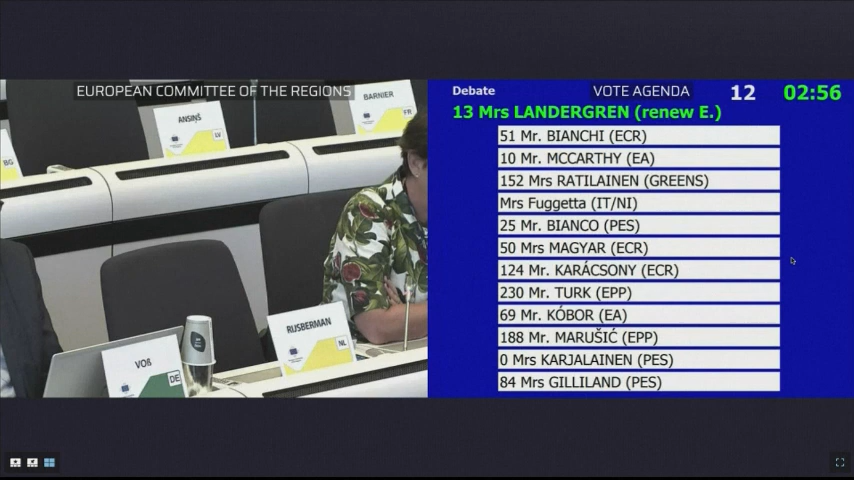 EUROPEAN COMMITTEE OF THE REGIONS
BARNIER
FR
ANSIŅŠ
LV
BG
RIJSBERMAN
NL
VOß
DE
Debate
VOTE AGENDA
12
02:56
13 Mrs LANDERGREN (renew E.)
51 Mr. BIANCHI (ECR)
10 Mr. MCCARTHY (EA)
152 Mrs RATILAINEN (GREENS)
Mrs Fuggetta (IT/NI)
25 Mr. BIANCO (PES)
50 Mrs MAGYAR (ECR)
124 Mr. KARÁCSONY (ECR)
230 Mr. TURK (EPP)
69 Mr. KÓBOR (EA)
188 Mr. MARUŠIĆ (EPP)
0 Mrs KARJALAINEN (PES)
84 Mrs GILLILAND (PES)